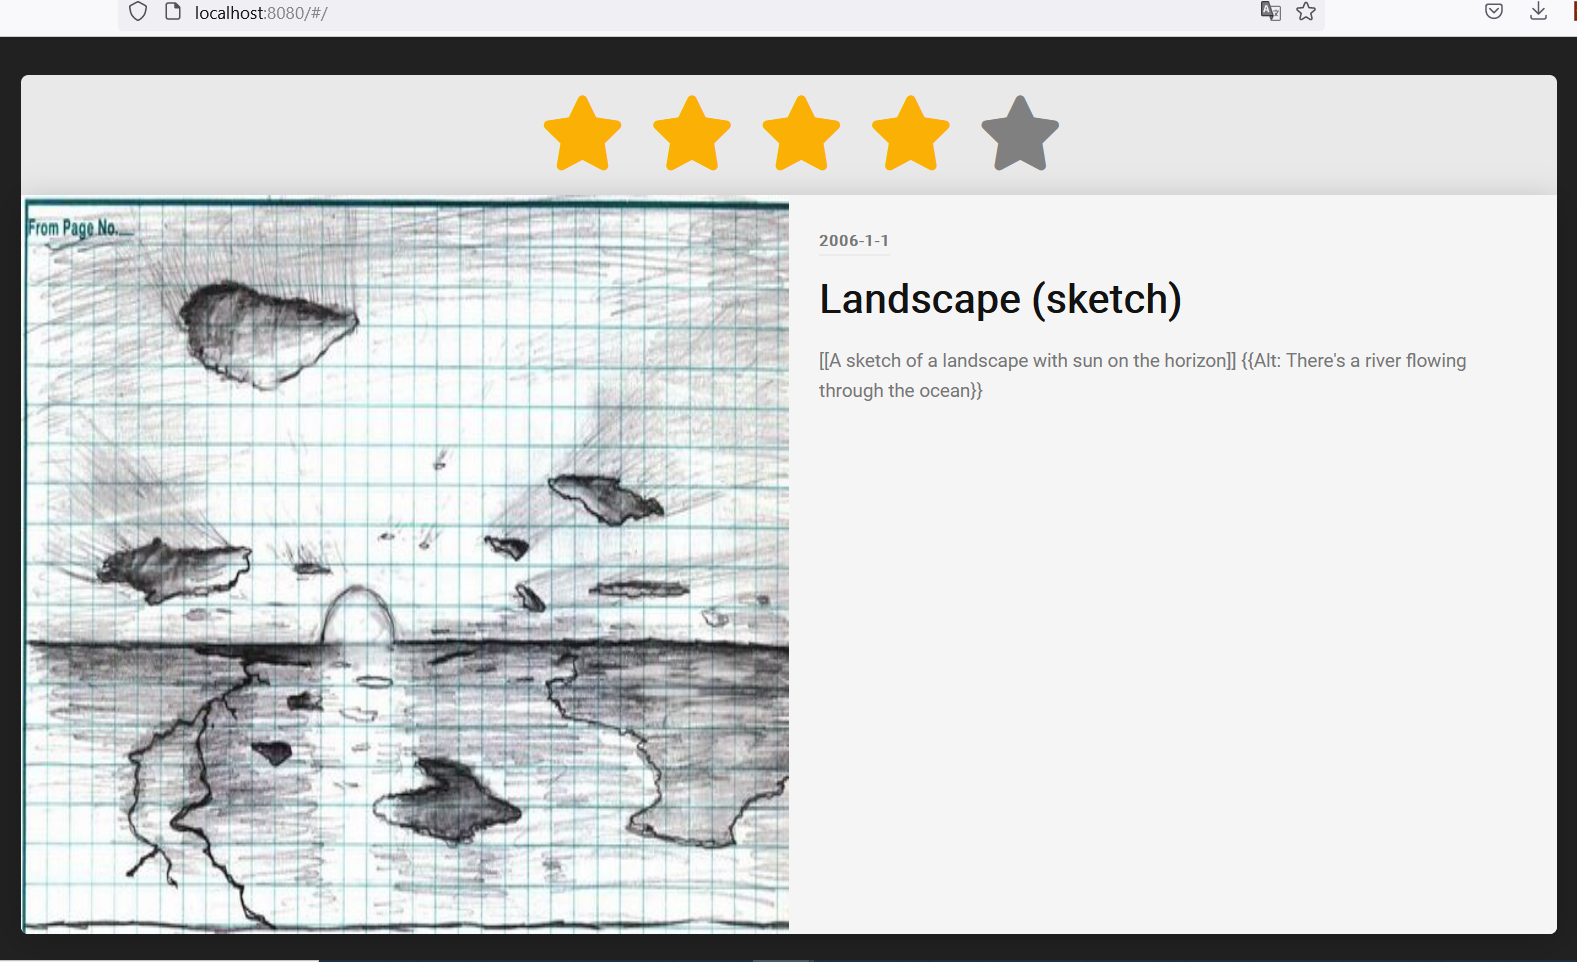 localhost:8080/#/
From Page No.
2006-1-1
Landscape (sketch)
[[A sketch of a landscape with sun on the horizon]] {{Alt: There's a river flowing
through the ocean}}